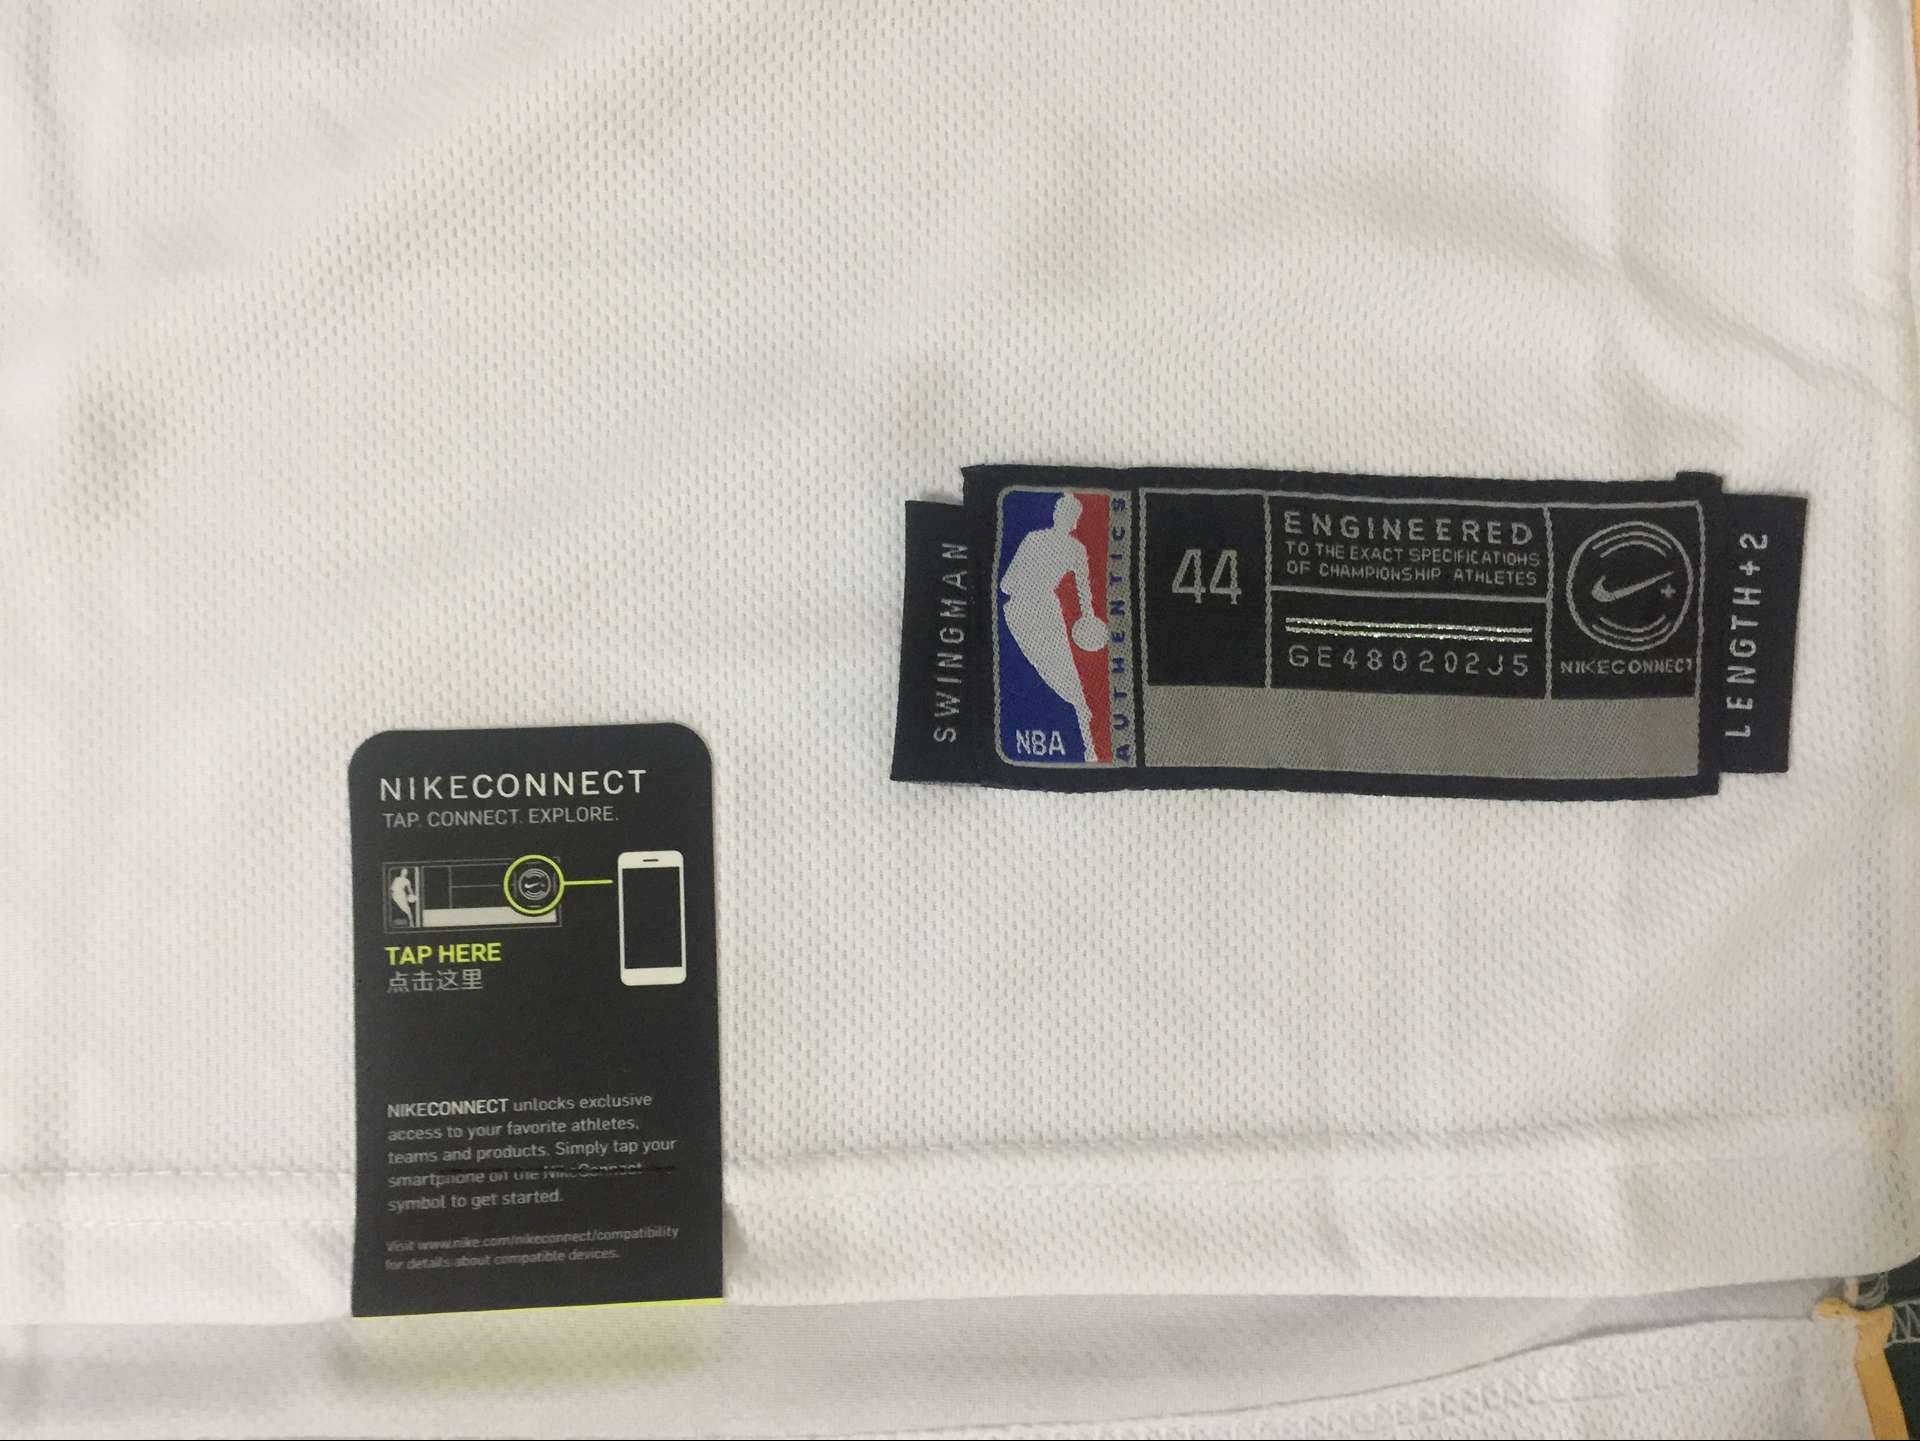 SWINGMAN
NBA
AUTHENTICS
44
ENGINEERED
TO THE EXACT SPECIFICATIONS
OF CHAMPIONSHIP ATHLETES
GE480202J5
NIKECONNECT
LENGTH+2
NIKECONNECT
TAP. CONNECT. EXPLORE.
TAP HERE
点击这里
NIKECONNECT unlocks exclusive
access to your favorite athletes,
teams and products. Simply tap your
smartphone on the NikeConnect
symbol to get started.
Visit www.nike.com/nikeconnect/compatibility
for details about compatible devices.